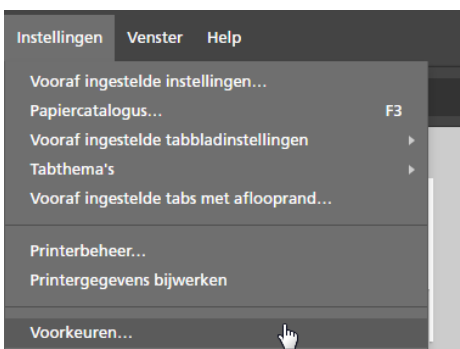 Instellingen Venster Help
Vooraf ingestelde instellingen...
Papiercatalogus... F3
Vooraf ingestelde tabbladinstellingen
Tabthema's
Vooraf ingestelde tabs met aflooprand...
Printerbeheer...
Printergegevens bijwerken
Voorkeuren...